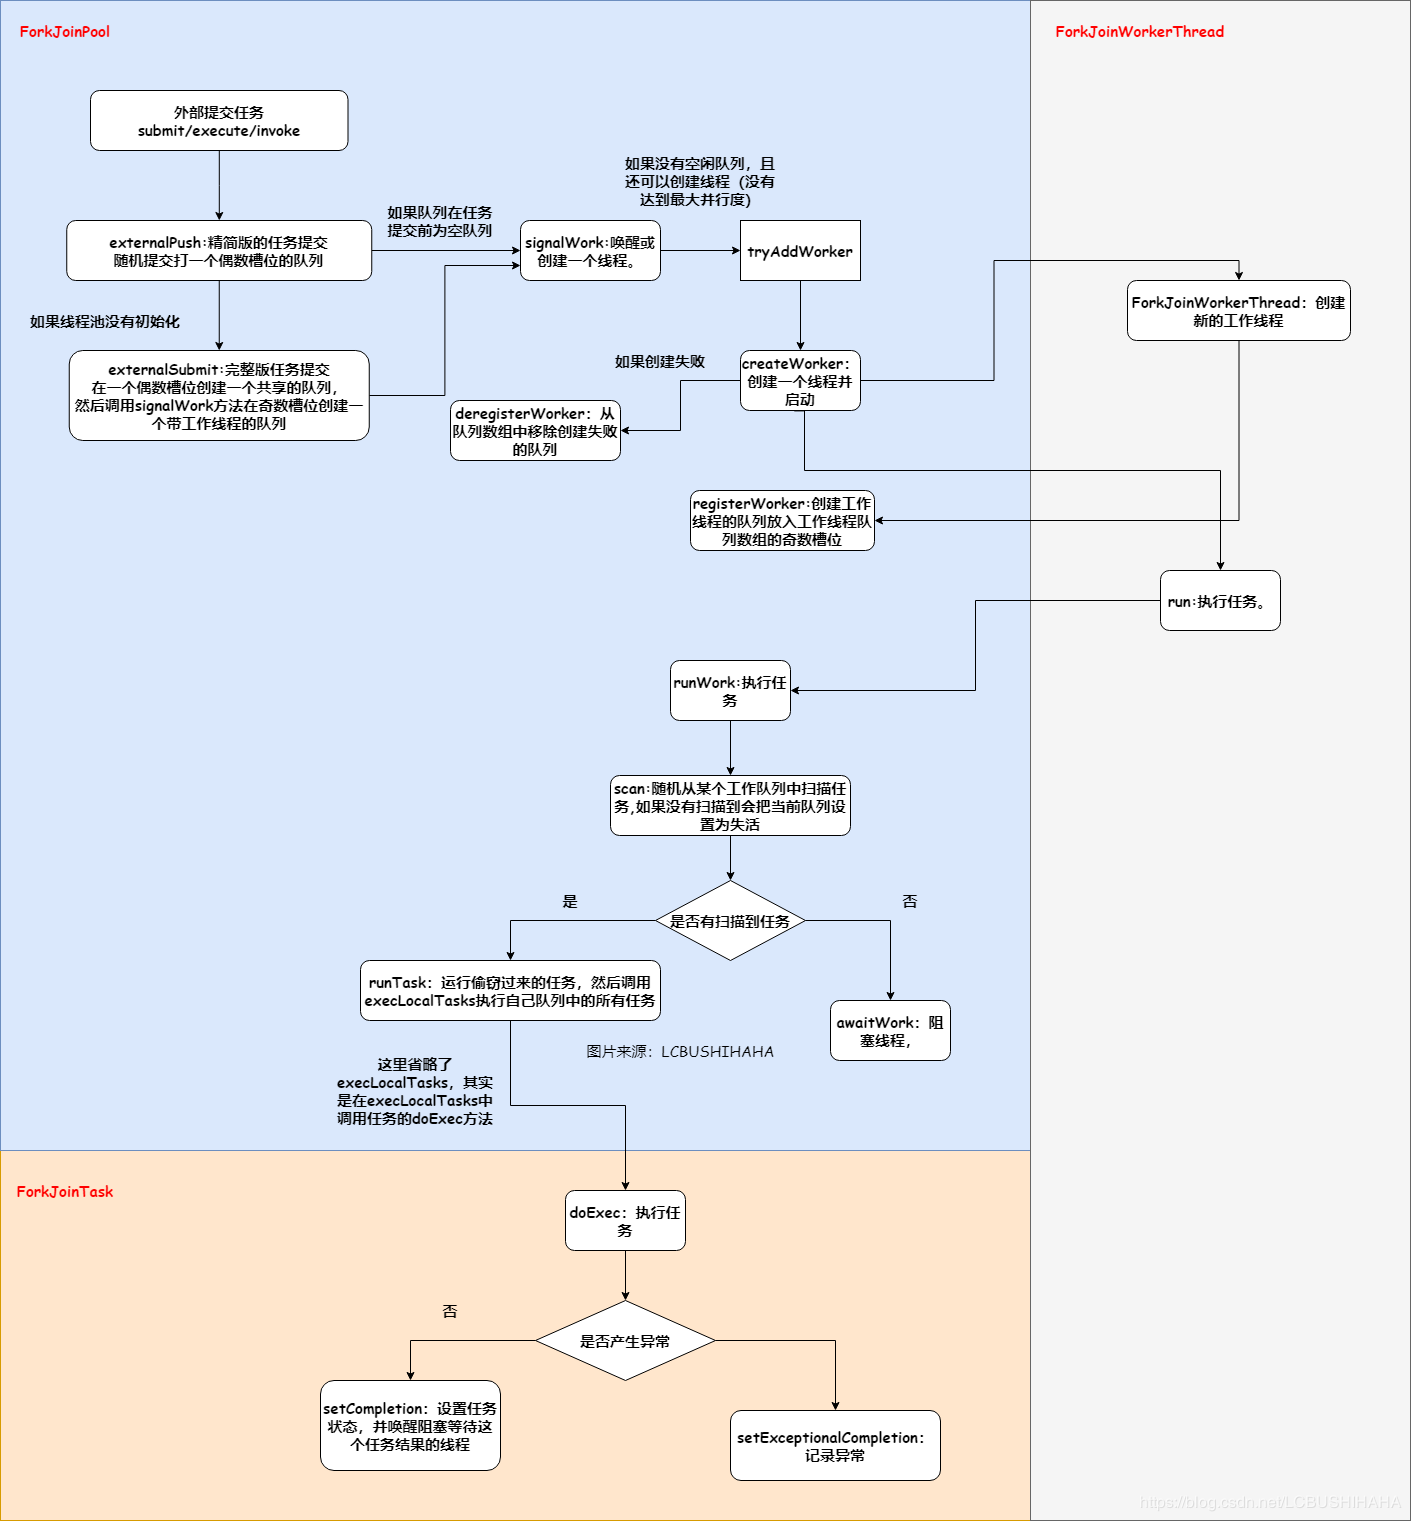 ForkJoinPool
ForkJoinWorkerThread
外部提交任务
submit/execute/invoke
如果没有空闲队列，且
还可以创建线程（没有
达到最大并行度)
如果队列在任务
提交前为空队列
externalPush:精简版的任务提交
随机提交打一个偶数槽位的队列
signalWork:唤醒或
创建一个线程。
tryAddWorker
ForkJoinWorkerThread：创建
新的工作线程
如果线程池没有初始化
externalSubmit:完整版任务提交
在一个偶数槽位创建一个共享的队列，
然后调用signalWork方法在奇数槽位创建一
个带工作线程的队列
如果创建失败
createWorker：
创建一个线程并
启动
deregisterWorker：从
队列数组中移除创建失败
的队列
registerWorker:创建工作
线程的队列放入工作线程队
列数组的奇数槽位
run:执行任务。
runWork:执行任
务
scan:随机从某个工作队列中扫描任
务,如果没有扫描到会把当前队列设
置为失活
是否有扫描到任务
是
否
runTask：运行偷窃过来的任务，然后调用
execLocalTasks执行自己队列中的所有任务
awaitWork：阻
塞线程，
图片来源：LCBUSHIHAHA
这里省略了
execLocalTasks，其实
是在execLocalTasks中
调用任务的doExec方法
ForkJoinTask
doExec：执行任
务
是否产生异常
否
setCompletion：设置任务
状态，并唤醒阻塞等待这
个任务结果的线程
setExceptionalCompletion：
记录异常
https://blog.csdn.net/LCBUSHIHAHA